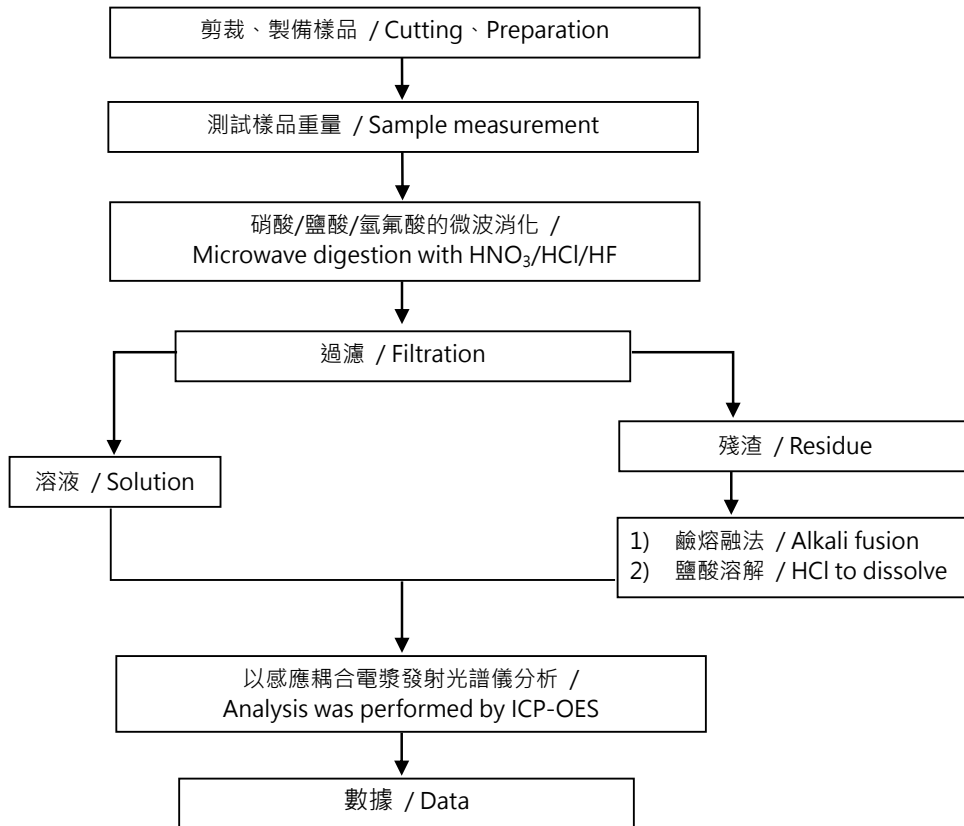 剪裁、製備樣品 / Cutting、Preparation
測試樣品重量 / Sample measurement
硝酸/鹽酸/氫氟酸的微波消化 /
Microwave digestion with HNO₃/HCl/HF
過濾 / Filtration
溶液 / Solution
殘渣 / Residue
1) 鹼熔融法 / Alkali fusion
2) 鹽酸溶解 / HCl to dissolve
以感應耦合電漿發射光譜儀分析 /
Analysis was performed by ICP-OES
數據 / Data